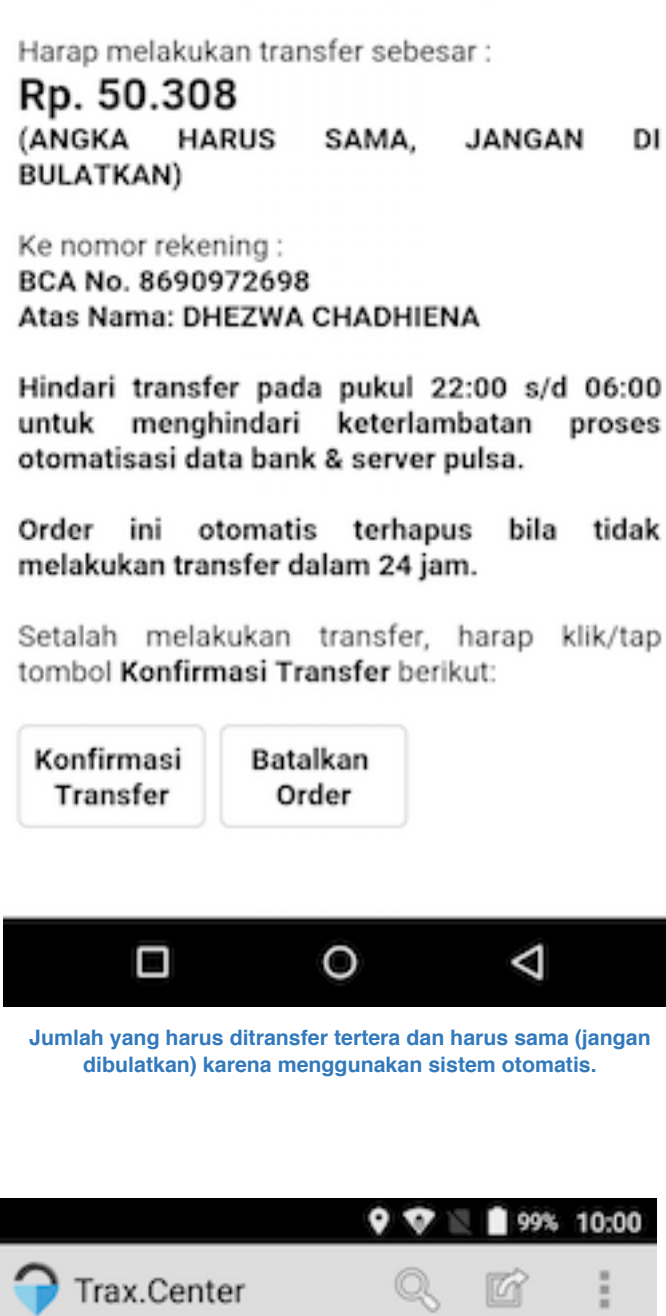 Harap melakukan transfer sebesar :
Rp. 50.308
(ANGKA HARUS SAMA, JANGAN DI
BULATKAN)
Ke nomor rekening :
BCA No. 8690972698
Atas Nama: DHEZWA CHADHIENA
Hindari transfer pada pukul 22:00 s/d 06:00
untuk menghindari keterlambatan proses
otomatisasi data bank & server pulsa.
Order ini otomatis terhapus bila tidak
melakukan transfer dalam 24 jam.
Setalah melakukan transfer, harap klik/tap
tombol Konfirmasi Transfer berikut:
Konfirmasi Transfer
Batalkan Order
Jumlah yang harus ditransfer tertera dan harus sama (jangan
dibulatkan) karena menggunakan sistem otomatis.
99% 10:00
Trax.Center